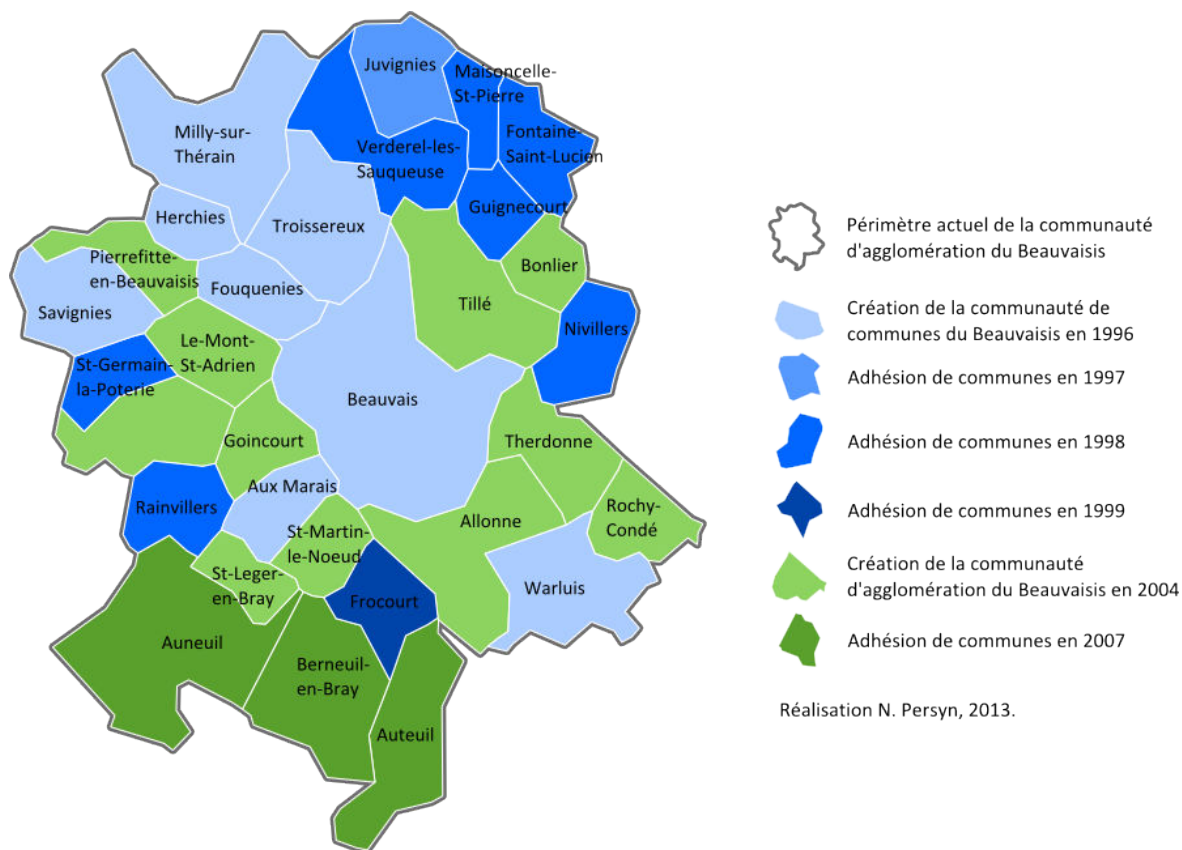 Juvignies
Maisoncelle-
St-Pierre
Milly-sur-
Thérain
Verderel-les-
Sauqueuse
Fontaine-
Saint-Lucien
Herchies
Troissereux
Guignecourt
Pierrefitte-
en-Beauvaisis
Bonlier
Fouquenies
Tillé
Savignies
Nivillers
Le-Mont-
St-Adrien
St-Germain-
la-Poterie
Beauvais
Goincourt
Therdonne
Aux Marais
Rainvillers
Allonne
Rochy-
Condé
St-Martin-
le-Noeud
St-Leger-
en-Bray
Frocourt
Warluis
Auneuil
Berneuil-
en-Bray
Auteuil
Périmètre actuel de la communauté
d'agglomération du Beauvaisis
Création de la communauté de
communes du Beauvaisis en 1996
Adhésion de communes en 1997
Adhésion de communes en 1998
Adhésion de communes en 1999
Création de la communauté
d'agglomération du Beauvaisis en 2004
Adhésion de communes en 2007
Réalisation N. Persyn, 2013.